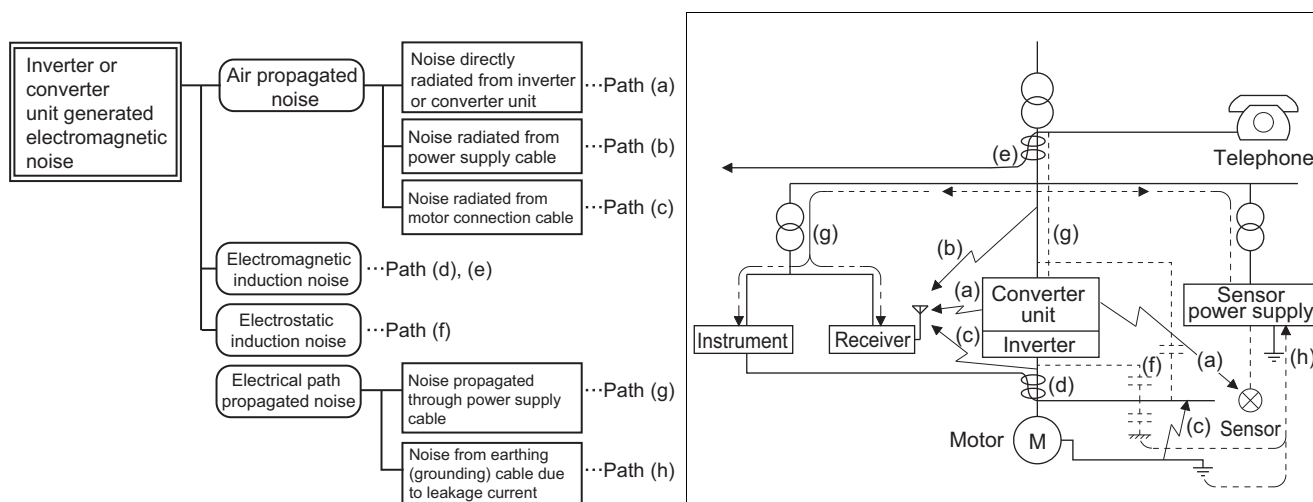 Inverter or
converter
unit generated
electromagnetic
noise
Air propagated
noise
Noise directly
radiated from inverter
or converter unit
···Path (a)
Noise radiated from
power supply cable
···Path (b)
Noise radiated from
motor connection cable
···Path (c)
Electromagnetic
induction noise
···Path (d), (e)
Electrostatic
induction noise
···Path (f)
Electrical path
propagated noise
Noise propagated
through power supply
cable
···Path (g)
Noise from earthing
(grounding) cable due
to leakage current
···Path (h)
Telephone
(e)
(g)
(g)
(b)
(a)
Converter
unit
Sensor
power supply
Instrument
Receiver
(c)
Inverter
(f)
(a)
(h)
(d)
(c)
Sensor
Motor
M